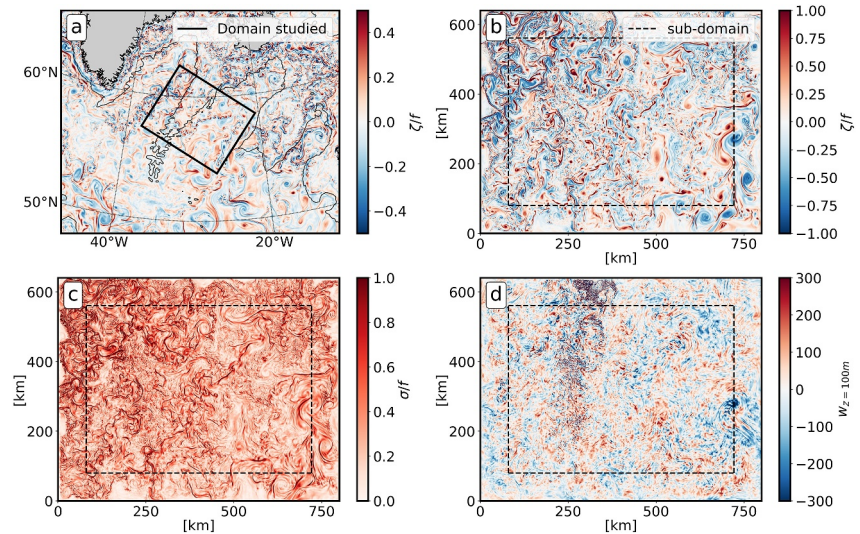 a
Domain studied
60°N
50°N
40°W
20°W
0.4
0.2
0.0
−0.2
−0.4
ζ/f
b
sub-domain
600
400
200
0
[km]
0
250
500
750
[km]
1.00
0.75
0.50
0.25
0.00
−0.25
−0.50
−0.75
−1.00
ζ/f
c
600
400
200
0
[km]
0
250
500
750
[km]
1.0
0.8
0.6
0.4
0.2
0.0
σ/f
d
600
400
200
0
[km]
0
250
500
750
[km]
300
200
100
0
−100
−200
−300
w_{z=100m}